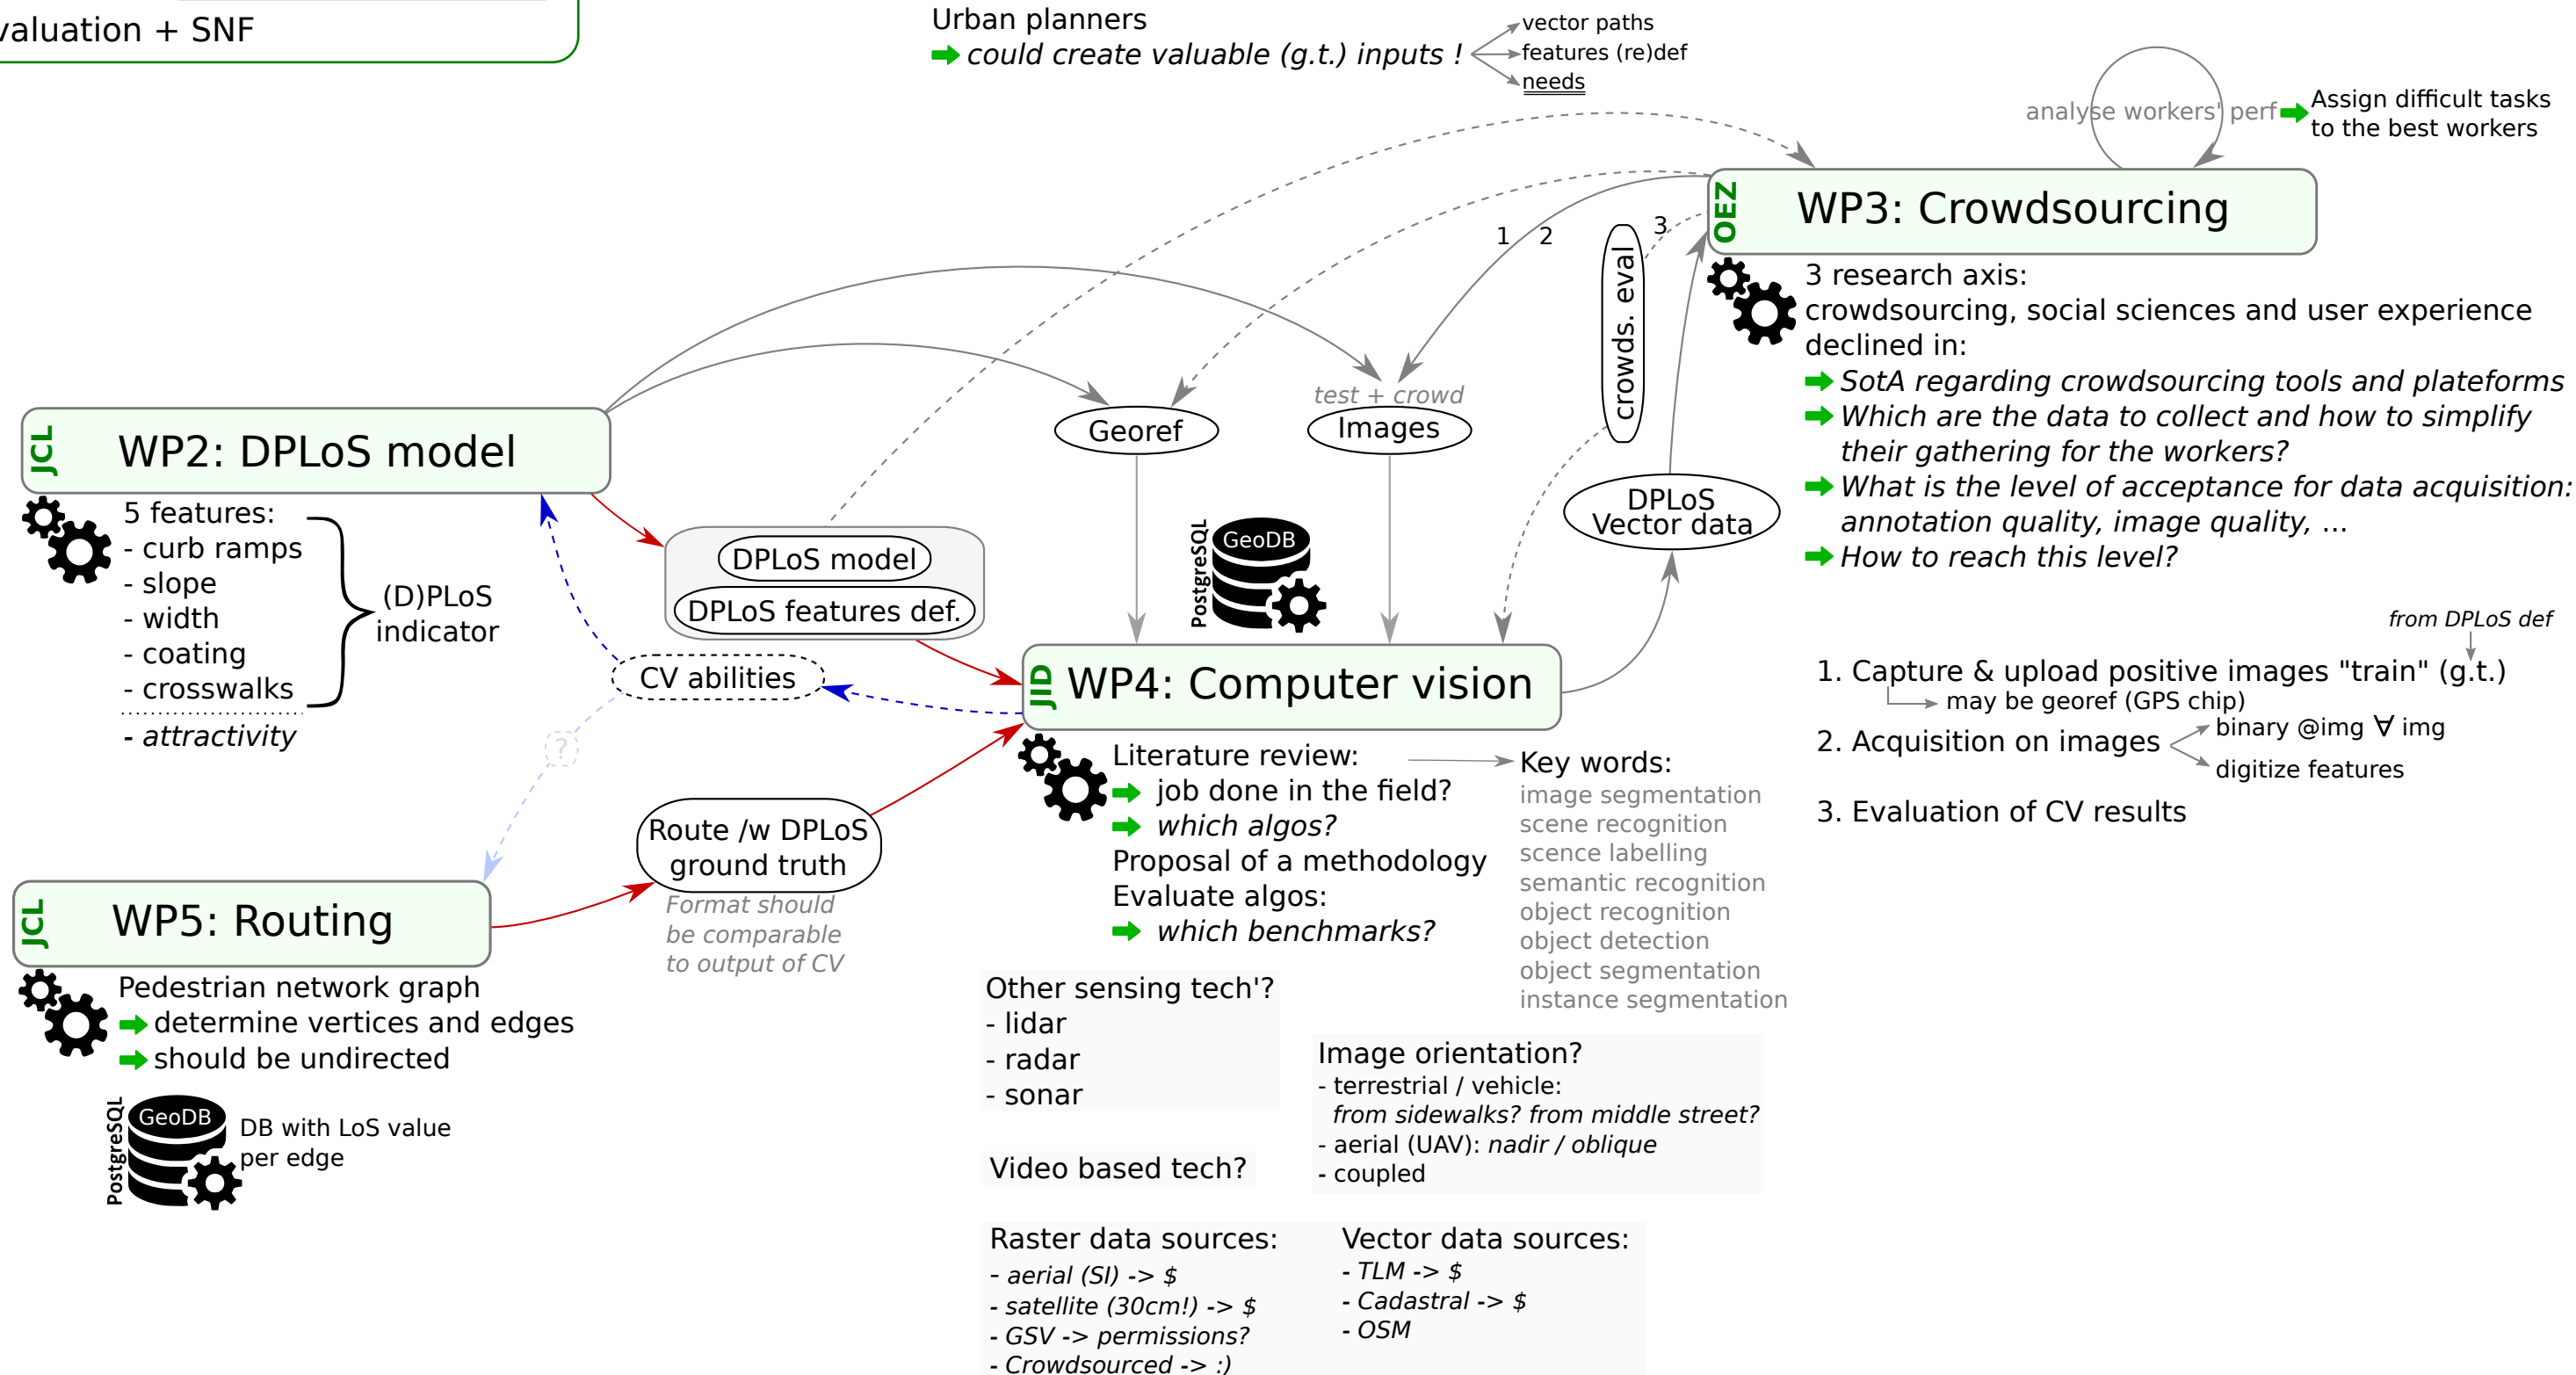 valuation + SNF
Urban planners
could create valuable (g.t.) inputs !
vector paths
features (re)def
needs
analyse workers' perf
Assign difficult tasks
to the best workers
OEZ
WP3: Crowdsourcing
1
2
3
crowds. eval
3 research axis:
crowdsourcing, social sciences and user experience
declined in:
SotA regarding crowdsourcing tools and plateforms
Which are the data to collect and how to simplify
their gathering for the workers?
What is the level of acceptance for data acquisition:
annotation quality, image quality, ...
How to reach this level?
test + crowd
Georef
Images
DPLoS
Vector data
JCL
WP2: DPLoS model
5 features:
- curb ramps
- slope
- width
- coating
- crosswalks
- attractivity
(D)PLoS
indicator
DPLoS model
DPLoS features def.
PostgreSQL
GeoDB
CV abilities
?
JID
WP4: Computer vision
from DPLoS def
1. Capture & upload positive images "train" (g.t.)
may be georef (GPS chip)
2. Acquisition on images
binary @img ∀ img
digitize features
3. Evaluation of CV results
Literature review:
job done in the field?
which algos?
Proposal of a methodology
Evaluate algos:
which benchmarks?
Key words:
image segmentation
scene recognition
scence labelling
semantic recognition
object recognition
object detection
object segmentation
instance segmentation
Route /w DPLoS
ground truth
Format should
be comparable
to output of CV
JCL
WP5: Routing
Pedestrian network graph
determine vertices and edges
should be undirected
PostgreSQL
GeoDB
DB with LoS value
per edge
Other sensing tech'?
- lidar
- radar
- sonar
Image orientation?
- terrestrial / vehicle:
from sidewalks? from middle street?
- aerial (UAV): nadir / oblique
- coupled
Video based tech?
Raster data sources:
- aerial (SI) -> $
- satellite (30cm!) -> $
- GSV -> permissions?
- Crowdsourced -> :)
Vector data sources:
- TLM -> $
- Cadastral -> $
- OSM